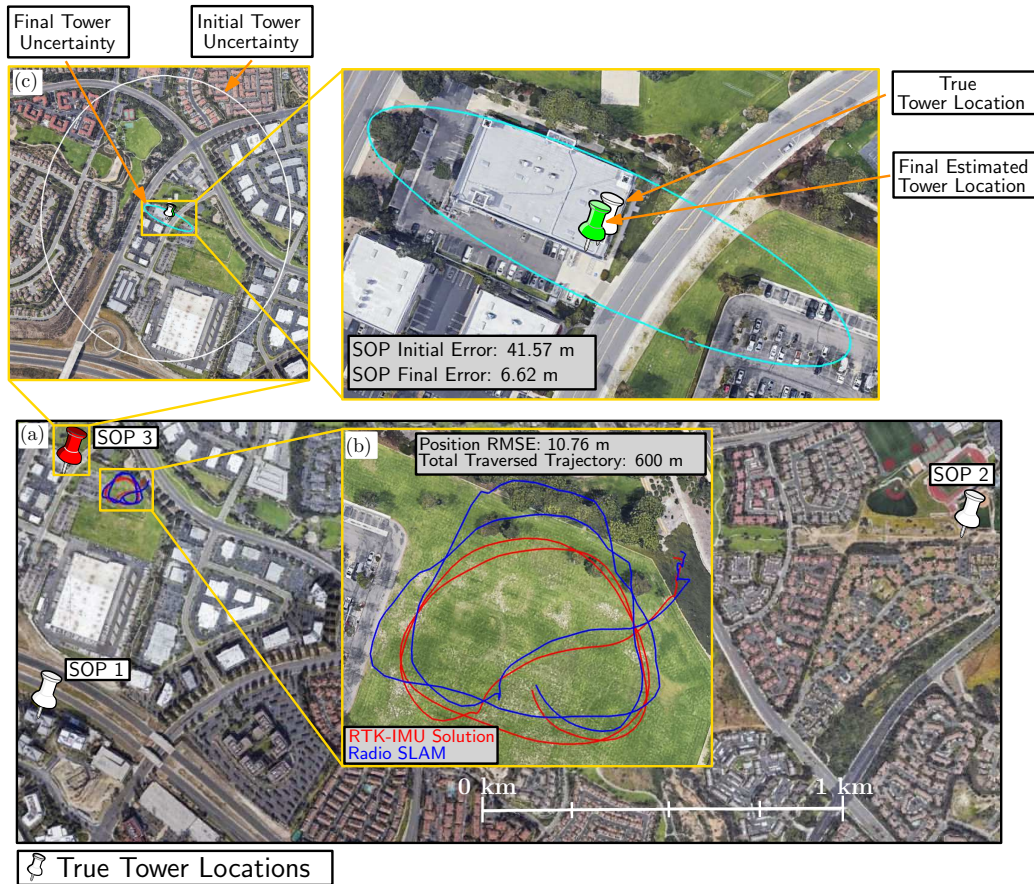 Final Tower
Uncertainty
Initial Tower
Uncertainty
(c)
True
Tower Location
Final Estimated
Tower Location
SOP Initial Error: 41.57 m
SOP Final Error: 6.62 m
(a)
SOP 3
(b)
Position RMSE: 10.76 m
Total Traversed Trajectory: 600 m
SOP 2
SOP 1
RTK-IMU Solution
Radio SLAM
0 km
1 km
True Tower Locations